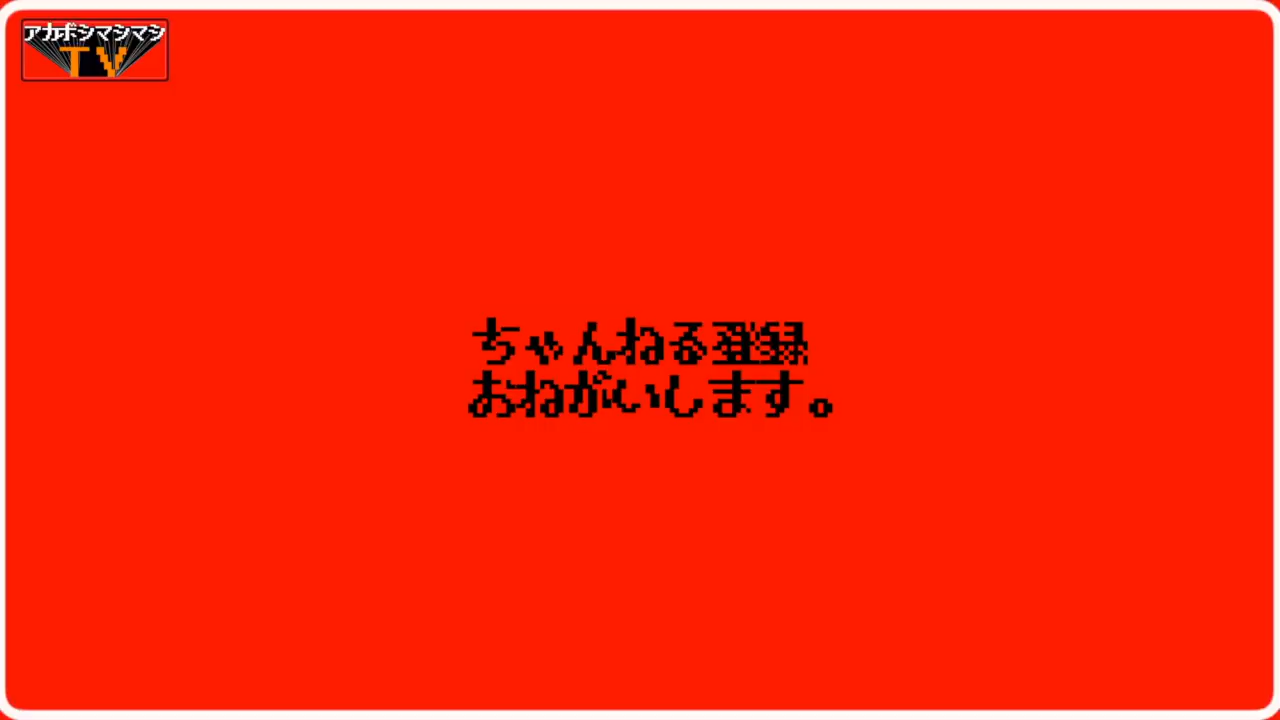 アカボシマシマシ
TV
ちゃんねる登録
おねがいします。